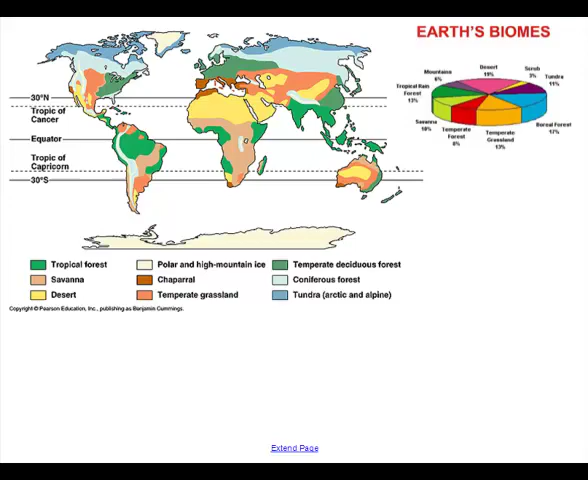 EARTH'S BIOMES
30°N
Tropic of
Cancer
Equator
Tropic of
Capricorn
30°S
Desert
19%
Scrub
3%
Tundra
11%
Boreal Forest
17%
Temperate
Grassland
13%
Temperate
Forest
8%
Savanna
10%
Tropical Rain
Forest
13%
Mountains
6%
Tropical forest
Savanna
Desert
Polar and high-mountain ice
Chaparral
Temperate grassland
Temperate deciduous forest
Coniferous forest
Tundra (arctic and alpine)
Copyright © Pearson Education, Inc., publishing as Benjamin Cummings.
Extend Page